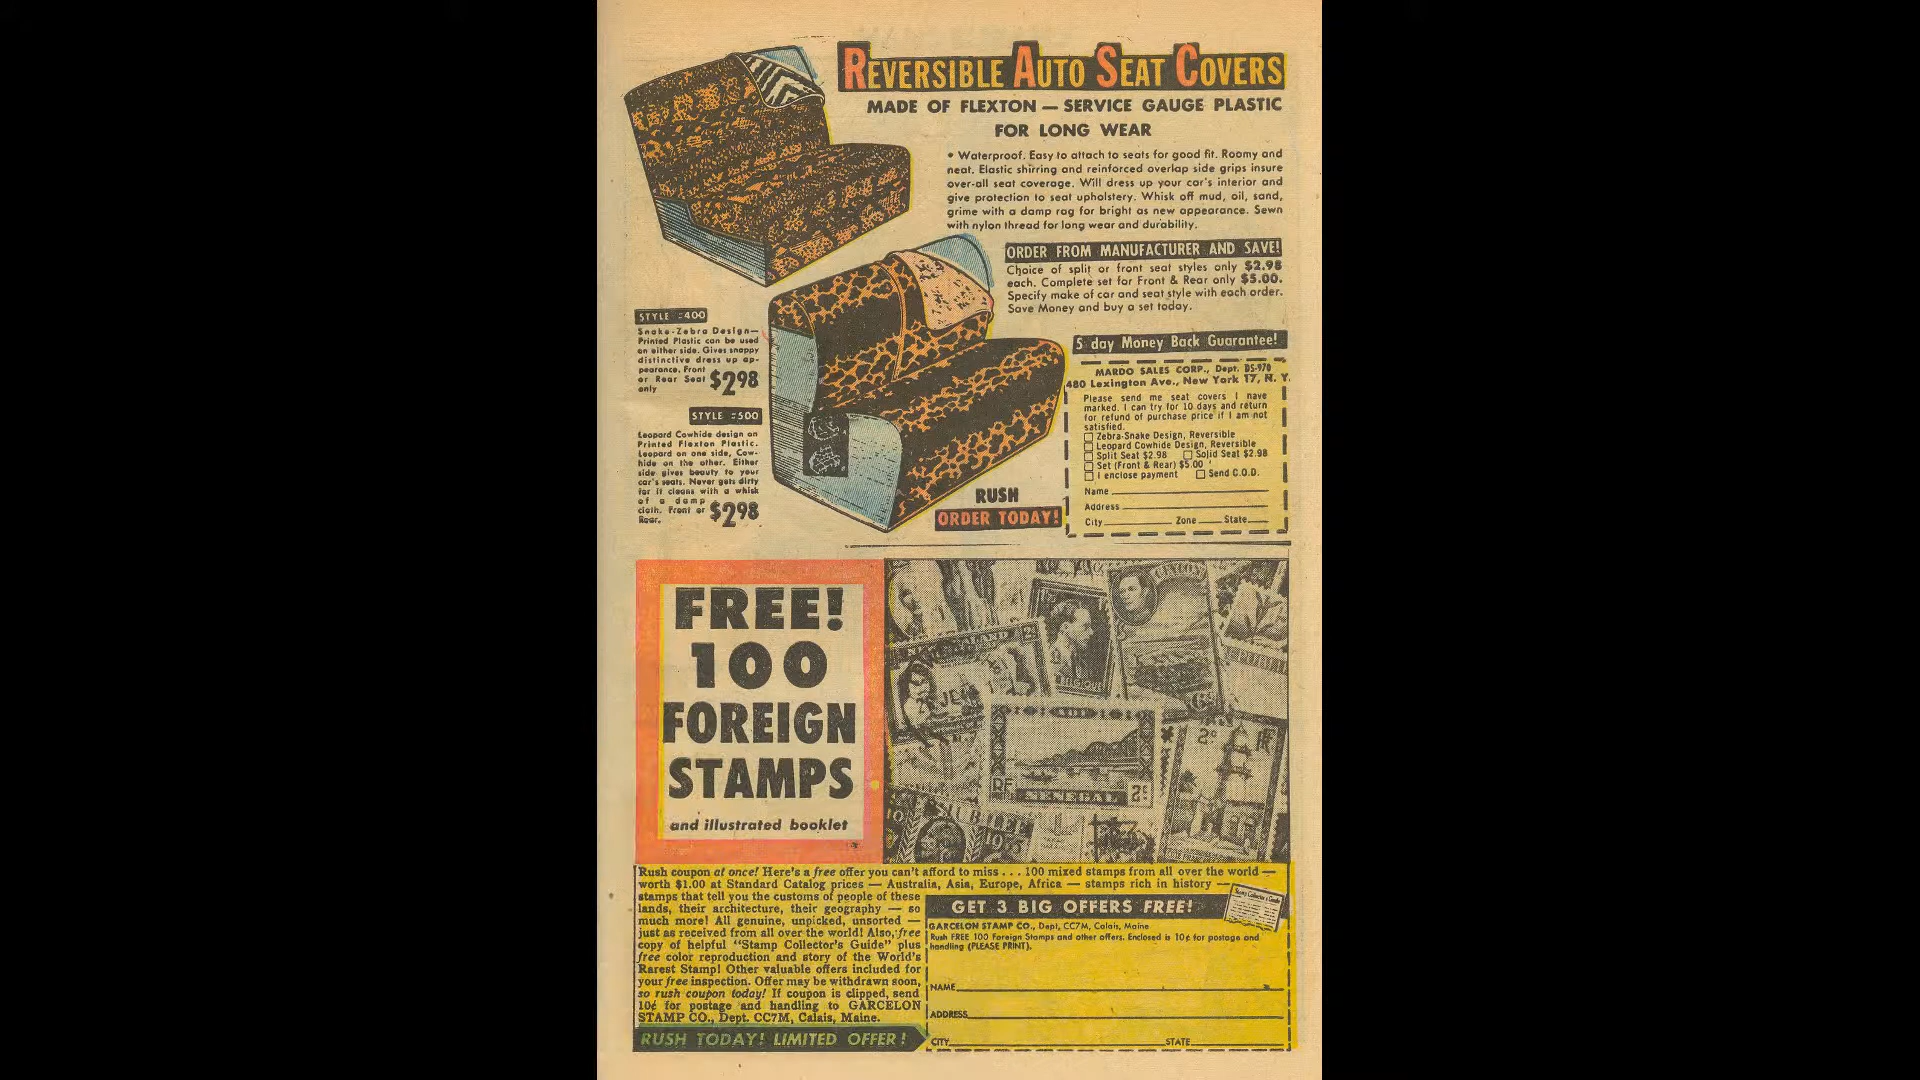 REVERSIBLE AUTO SEAT COVERS
MADE OF FLEXTON — SERVICE GAUGE PLASTIC
FOR LONG WEAR
• Waterproof. Easy to attach to seats for good fit. Roomy and
neat. Elastic shirring and reinforced overlap side grips insure
over-all seat coverage. Will dress up your car's interior and
give protection to seat upholstery. Whisk off mud, oil, sand,
grime with a damp rag for bright as new appearance. Sewn
with nylon thread for long wear and durability.
ORDER FROM MANUFACTURER AND SAVE!
Choice of split or front seat styles only $2.98
each. Complete set for Front & Rear only $5.00.
Specify make of car and seat style with each order.
Save Money and buy a set today.
STYLE #400
Snake-Zebra Design—
Printed Plastic can be used
on either side. Gives snappy
distinctive dress up ap-
pearance. Front
or Rear Seat
only
$2.98
STYLE #500
Leopard Cowhide design on
Printed Flexton Plastic.
Leopard on one side, Cow-
hide on the other. Either
side gives beauty to your
car's seats. Never gets dirty
for it cleans with a whisk
of a damp
cloth. Front or
Rear.
$2.98
RUSH
ORDER TODAY!
5 day Money Back Guarantee!
MARDO SALES CORP., Dept. DS-970
480 Lexington Ave., New York 17, N. Y.
Please send me seat covers I have
marked. I can try for 10 days and return
for refund of purchase price if I am not
satisfied.
Zebra-Snake Design, Reversible
Leopard Cowhide Design, Reversible
Split Seat $2.98 Solid Seat $2.98
Set (Front & Rear) $5.00
I enclose payment Send C.O.D.
Name
Address
City Zone State
FREE!
100
FOREIGN
STAMPS
and illustrated booklet
CEYLON
BELGIQUE
SENEGAL
RF
2c
Rush coupon at once! Here's a free offer you can't afford to miss . . . 100 mixed stamps from all over the world —
worth $1.00 at Standard Catalog prices — Australia, Asia, Europe, Africa — stamps rich in history —
stamps that tell you the customs of people of these
lands, their architecture, their geography — so
much more! All genuine, unpicked, unsorted —
just as received from all over the world! Also, free
copy of helpful "Stamp Collector's Guide" plus
free color reproduction and story of the World's
Rarest Stamp! Other valuable offers included for
your free inspection. Offer may be withdrawn soon,
so rush coupon today! If coupon is clipped, send
10¢ for postage and handling to GARCELON
STAMP CO., Dept. CC7M, Calais, Maine.
RUSH TODAY! LIMITED OFFER!
GET 3 BIG OFFERS FREE!
GARCELON STAMP CO., Dept. CC7M, Calais, Maine
Rush FREE 100 Foreign Stamps and other offers. Enclosed is 10¢ for postage and
handling (PLEASE PRINT).
NAME
ADDRESS
CITY STATE